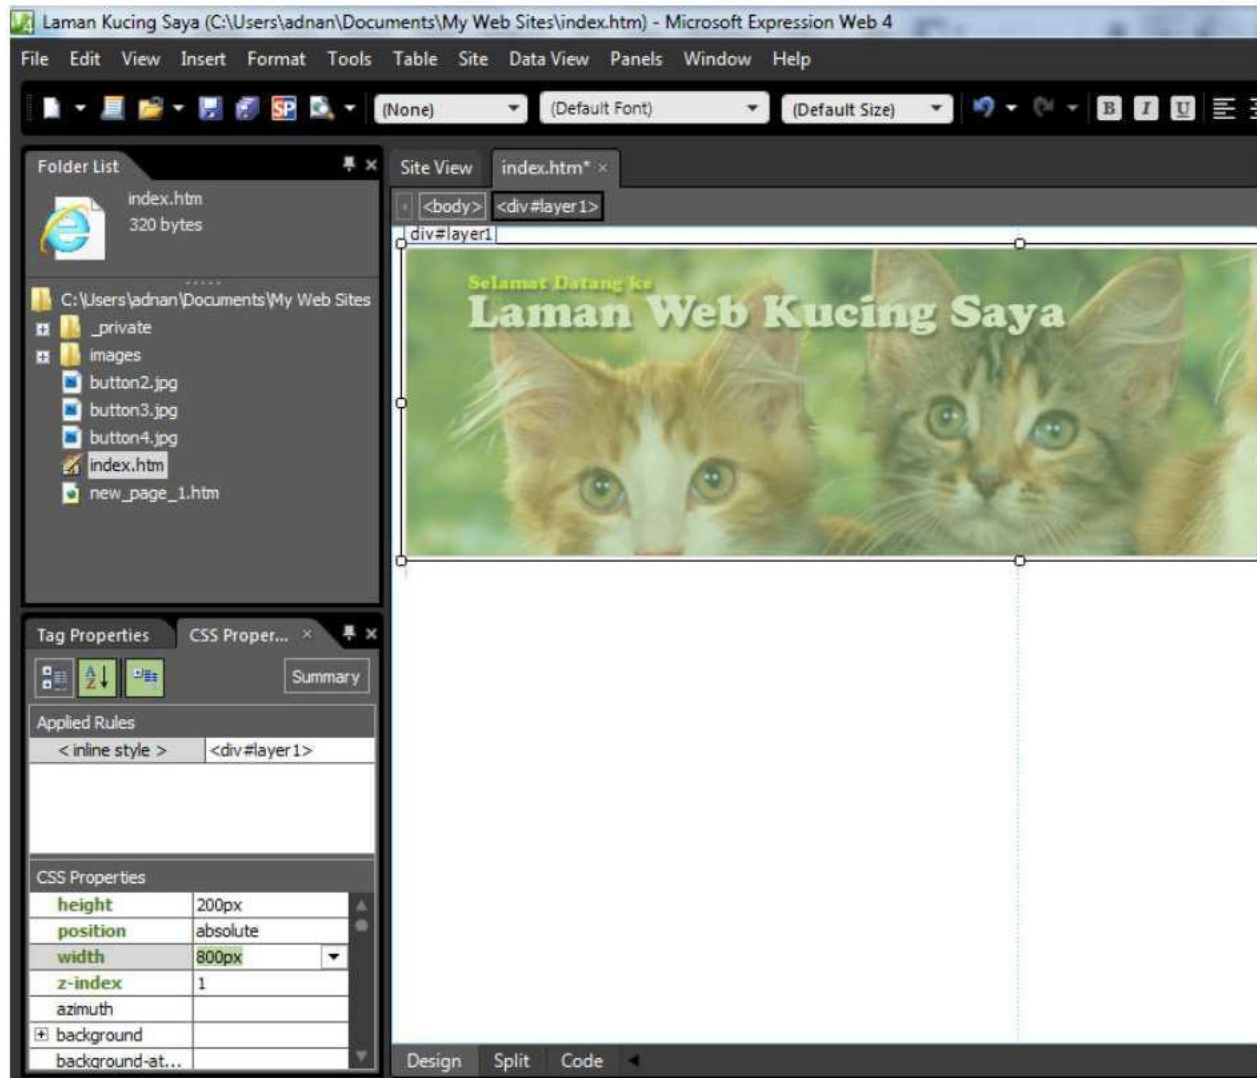 Laman Kucing Saya (C:\Users\adnan\Documents\My Web Sites\index.htm) - Microsoft Expression Web 4
File Edit View Insert Format Tools Table Site Data View Panels Window Help
SP (None) (Default Font) (Default Size) B I U
Folder List
index.htm
320 bytes
C:\Users\adnan\Documents\My Web Sites
_private
images
button2.jpg
button3.jpg
button4.jpg
index.htm
new_page_1.htm
Site View index.htm*
<body> <div#layer1>
div#layer1
Selamat Datang ke
Laman Web Kucing Saya
Tag Properties CSS Proper...
Summary
Applied Rules
< inline style > <div#layer1>
CSS Properties
height 200px
position absolute
width 800px
z-index 1
azimuth
background
background-at...
Design Split Code